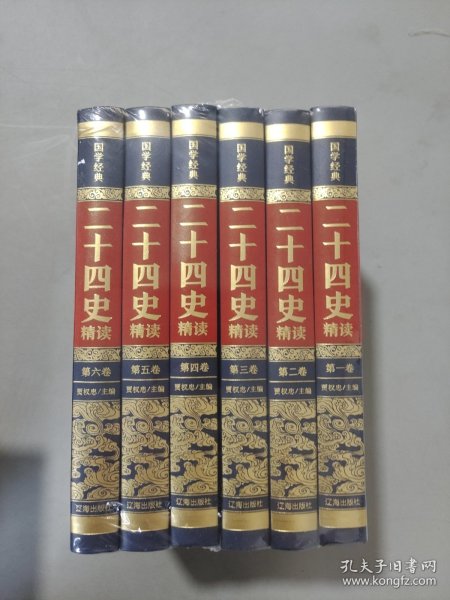 国学经典
二十四史
精读
第六卷
贾权忠/主编
辽海出版社
国学经典
二十四史
精读
第五卷
贾权忠/主编
辽海出版社
国学经典
二十四史
精读
第四卷
贾权忠/主编
辽海出版社
国学经典
二十四史
精读
第三卷
贾权忠/主编
辽海出版社
国学经典
二十四史
精读
第二卷
贾权忠/主编
辽海出版社
国学经典
二十四史
精读
第一卷
贾权忠/主编
辽海出版社
孔夫子旧书网
www.kongfz.com